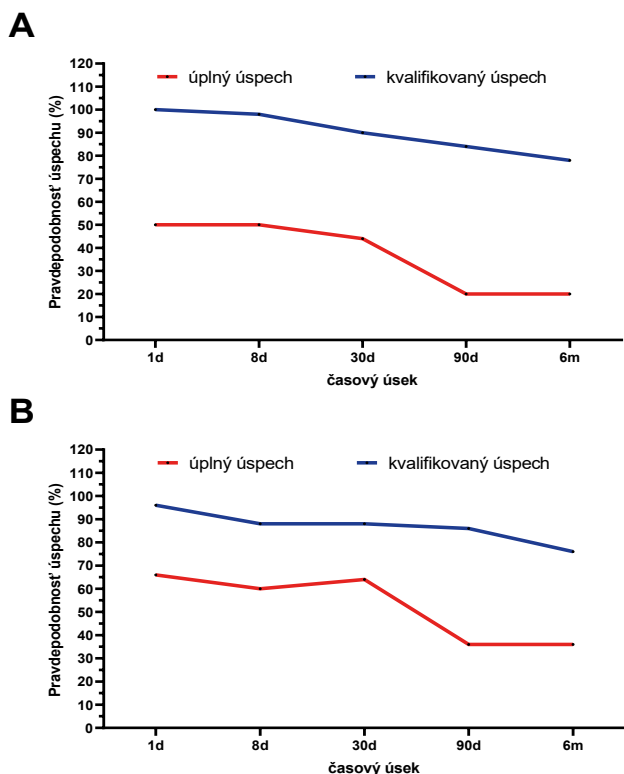 A
úplný úspech kvalifikovaný úspech
Pravdepodobnosť úspechu (%)
120
110
100
90
80
70
60
50
40
30
20
10
0
1d 8d 30d 90d 6m
časový úsek
B
úplný úspech kvalifikovaný úspech
Pravdepodobnosť úspechu (%)
120
110
100
90
80
70
60
50
40
30
20
10
0
1d 8d 30d 90d 6m
časový úsek